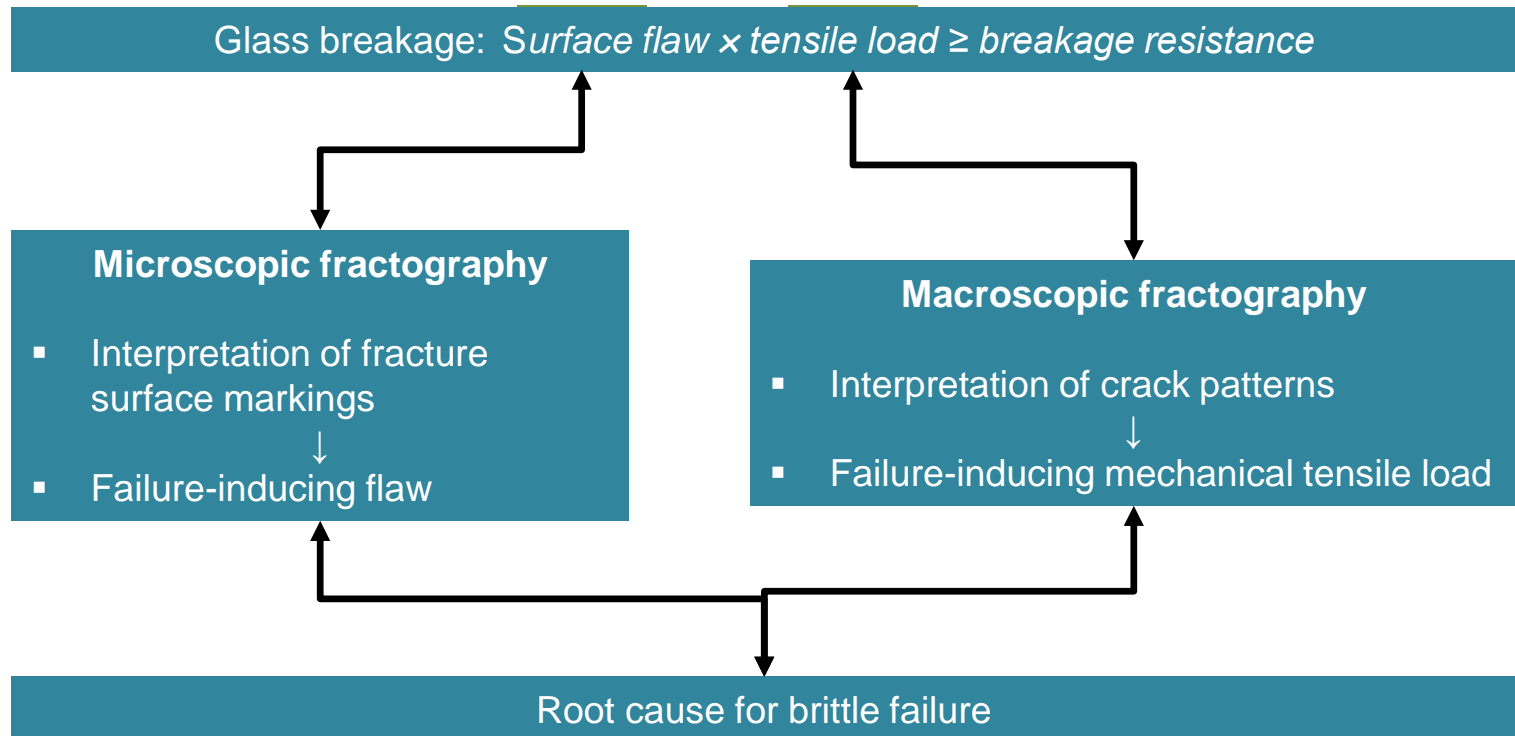 Glass breakage: Surface flaw × tensile load ≥ breakage resistance
Microscopic fractography
▪ Interpretation of fracture
surface markings
↓
▪ Failure-inducing flaw
Macroscopic fractography
▪ Interpretation of crack patterns
↓
▪ Failure-inducing mechanical tensile load
Root cause for brittle failure